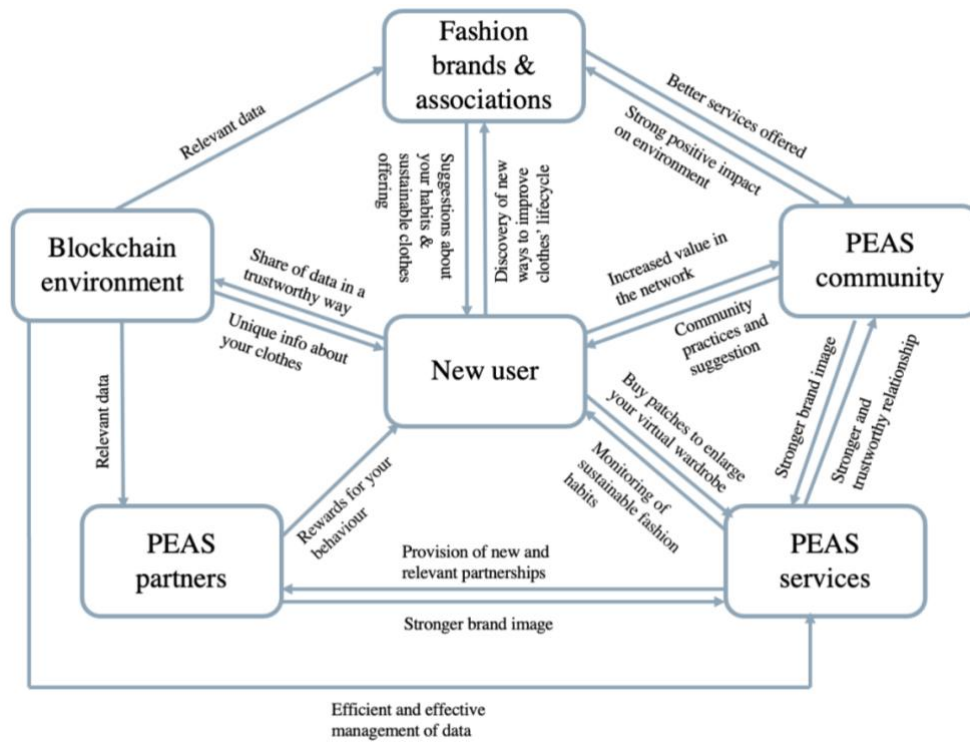 Fashion
brands &
associations
Relevant data
Better services offered
Strong positive impact
on environment
Suggestions about
your habits &
sustainable clothes
offering
Discovery of new
ways to improve
clothes’ lifecycle
Blockchain
environment
PEAS
community
Share of data in a
trustworthy way
Unique info about
your clothes
Increased value in
the network
Community
practices and
suggestion
New user
Relevant data
Rewards for your
behaviour
Buy patches to enlarge
your virtual wardrobe
Monitoring of
sustainable fashion
habits
Stronger brand image
Stronger and
trustworthy relationship
PEAS
partners
PEAS
services
Provision of new and
relevant partnerships
Stronger brand image
Efficient and effective
management of data